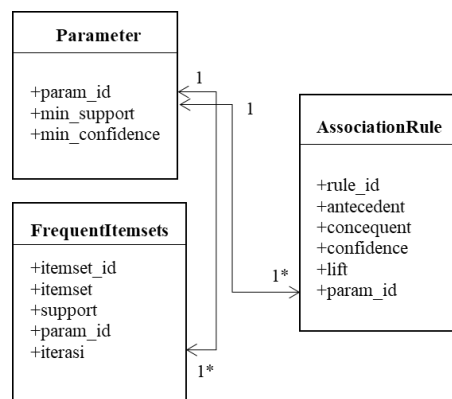 Parameter
+param_id
+min_support
+min_confidence
1
1
AssociationRule
+rule_id
+antecedent
+concequent
+confidence
+lift
+param_id
1*
FrequentItemsets
+itemset_id
+itemset
+support
+param_id
+iterasi
1*